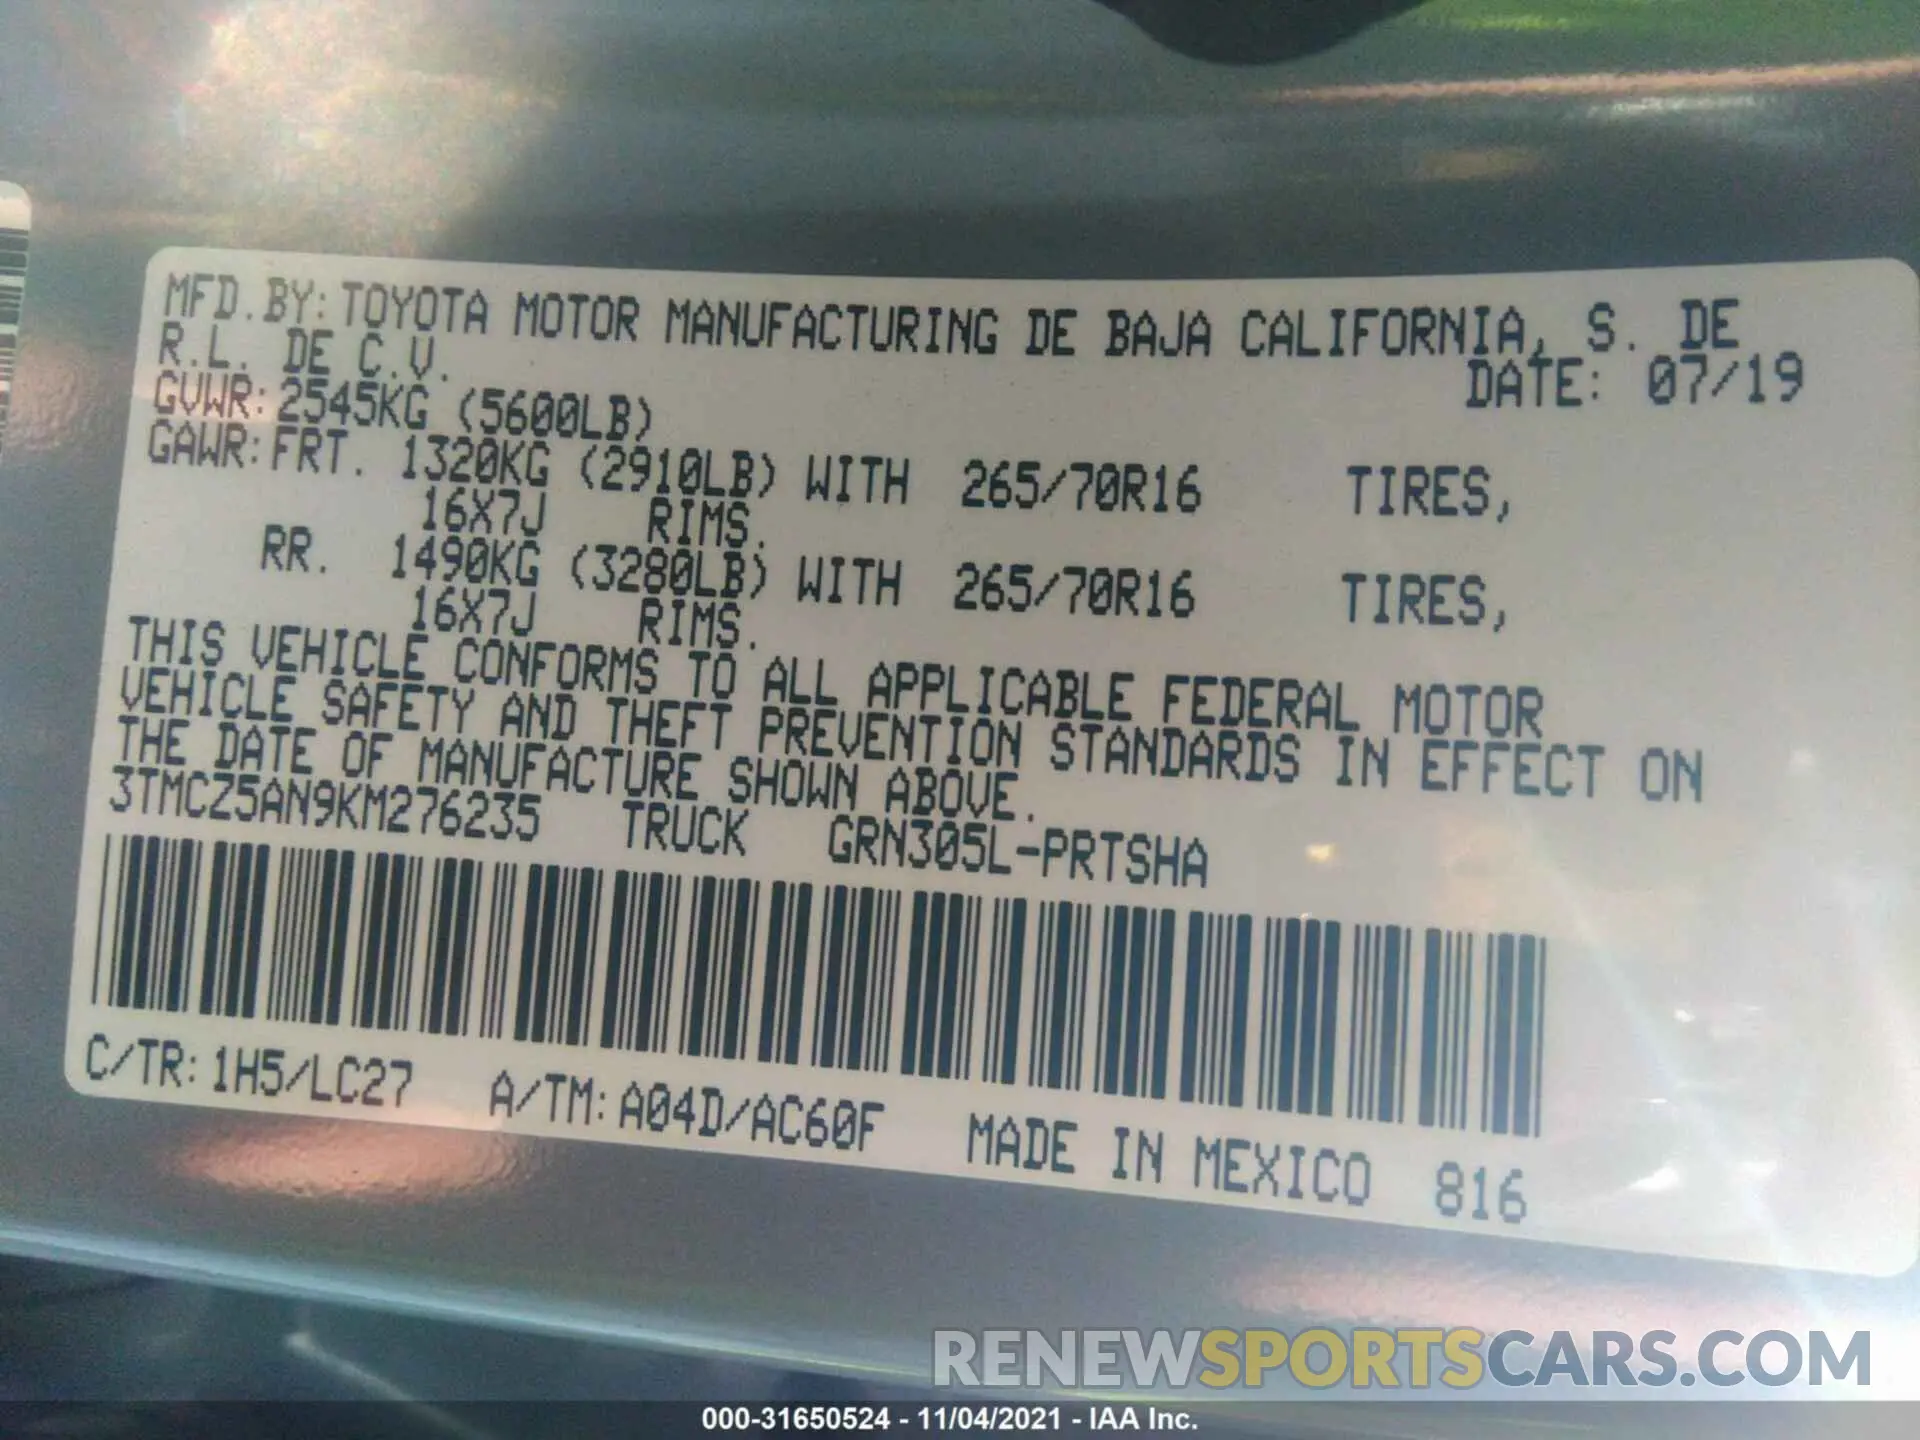 MFD.BY: TOYOTA MOTOR MANUFACTURING DE BAJA CALIFORNIA, S. DE
R.L. DE C.V.
DATE: 07/19
GVWR: 2545KG (5600LB)
GAWR: FRT. 1320KG (2910LB) WITH 265/70R16 TIRES,
16X7J RIMS.
RR. 1490KG (3280LB) WITH 265/70R16 TIRES,
16X7J RIMS.
THIS VEHICLE CONFORMS TO ALL APPLICABLE FEDERAL MOTOR
VEHICLE SAFETY AND THEFT PREVENTION STANDARDS IN EFFECT ON
THE DATE OF MANUFACTURE SHOWN ABOVE.
3TMCZ5AN9KM276235 TRUCK GRN305L-PRTSHA
C/TR: 1H5/LC27 A/TM: A04D/AC60F MADE IN MEXICO 816
RENEWSPORTSCARS.COM
000-31650524 - 11/04/2021 - IAA Inc.